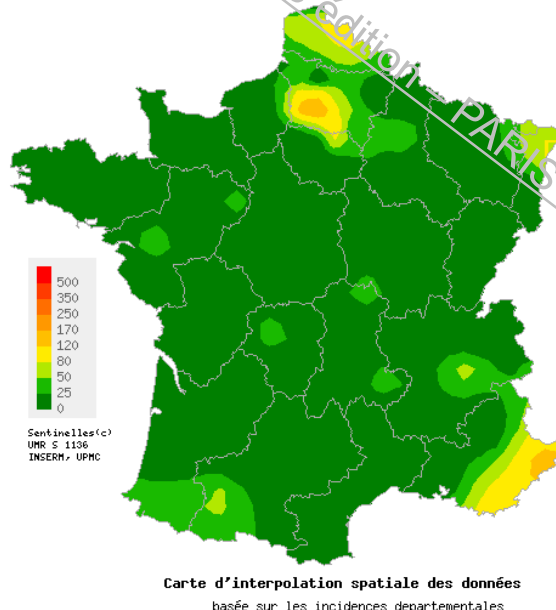 édition – PARIS
500
350
250
170
120
80
50
25
0
Sentinelles(c)
UMR S 1136
INSERM, UPMC
Carte d'interpolation spatiale des données
basée sur les incidences departementales